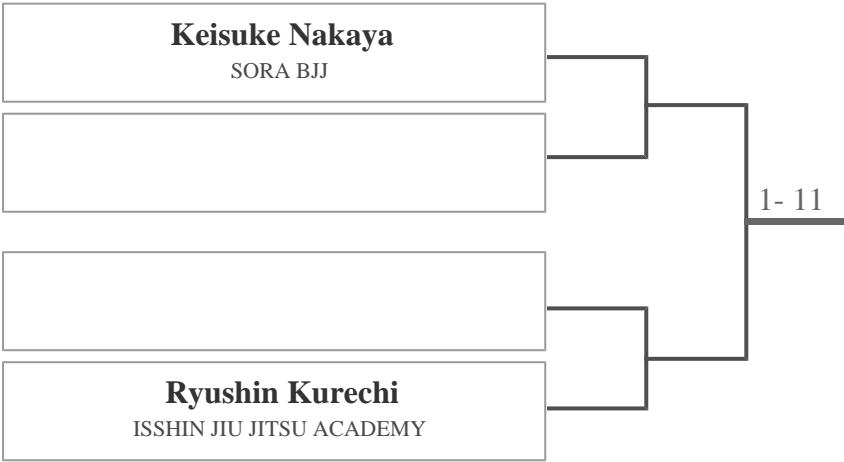 Keisuke Nakaya
SORA BJJ
1- 11
Ryushin Kurechi
ISSHIN JIU JITSU ACADEMY